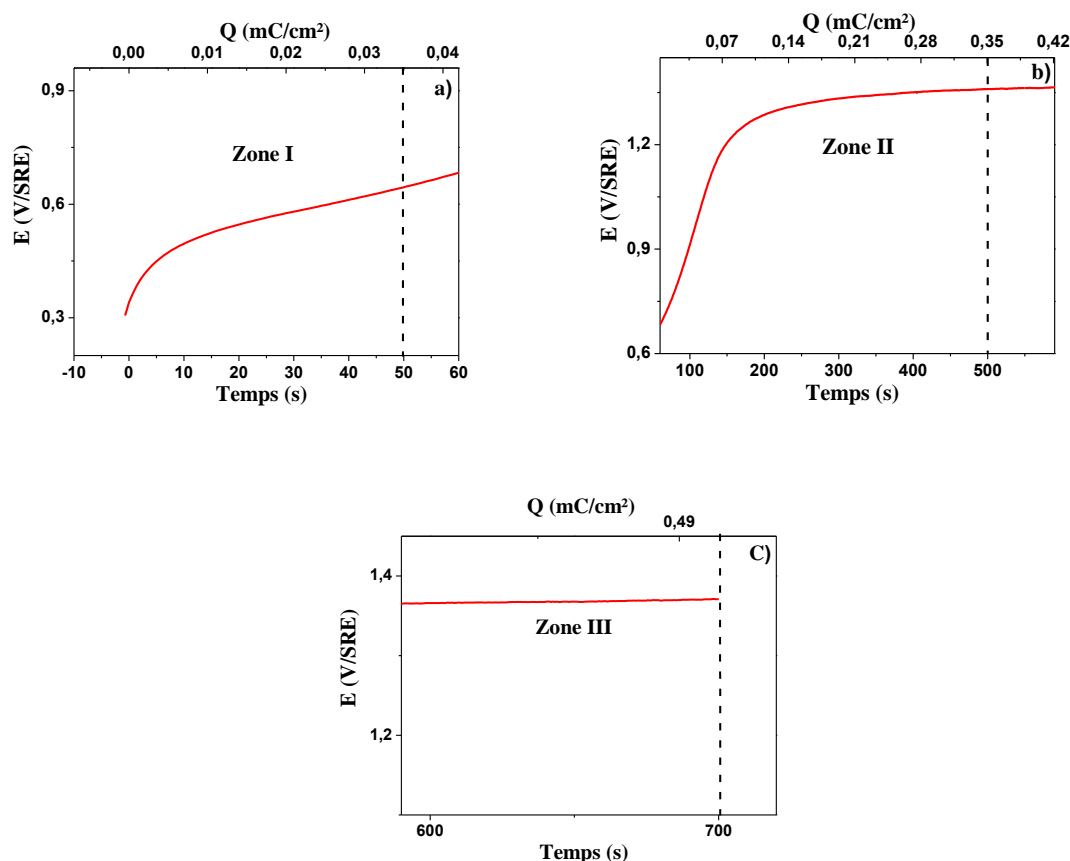 Q (mC/cm²)
0,00 0,01 0,02 0,03 0,04
a)
0,9
0,6
0,3
E (V/SRE)
Zone I
-10 0 10 20 30 40 50 60
Temps (s)
Q (mC/cm²)
0,07 0,14 0,21 0,28 0,35 0,42
b)
1,2
0,9
0,6
E (V/SRE)
Zone II
100 200 300 400 500
Temps (s)
Q (mC/cm²)
0,49
C)
1,4
1,2
E (V/SRE)
Zone III
600 700
Temps (s)